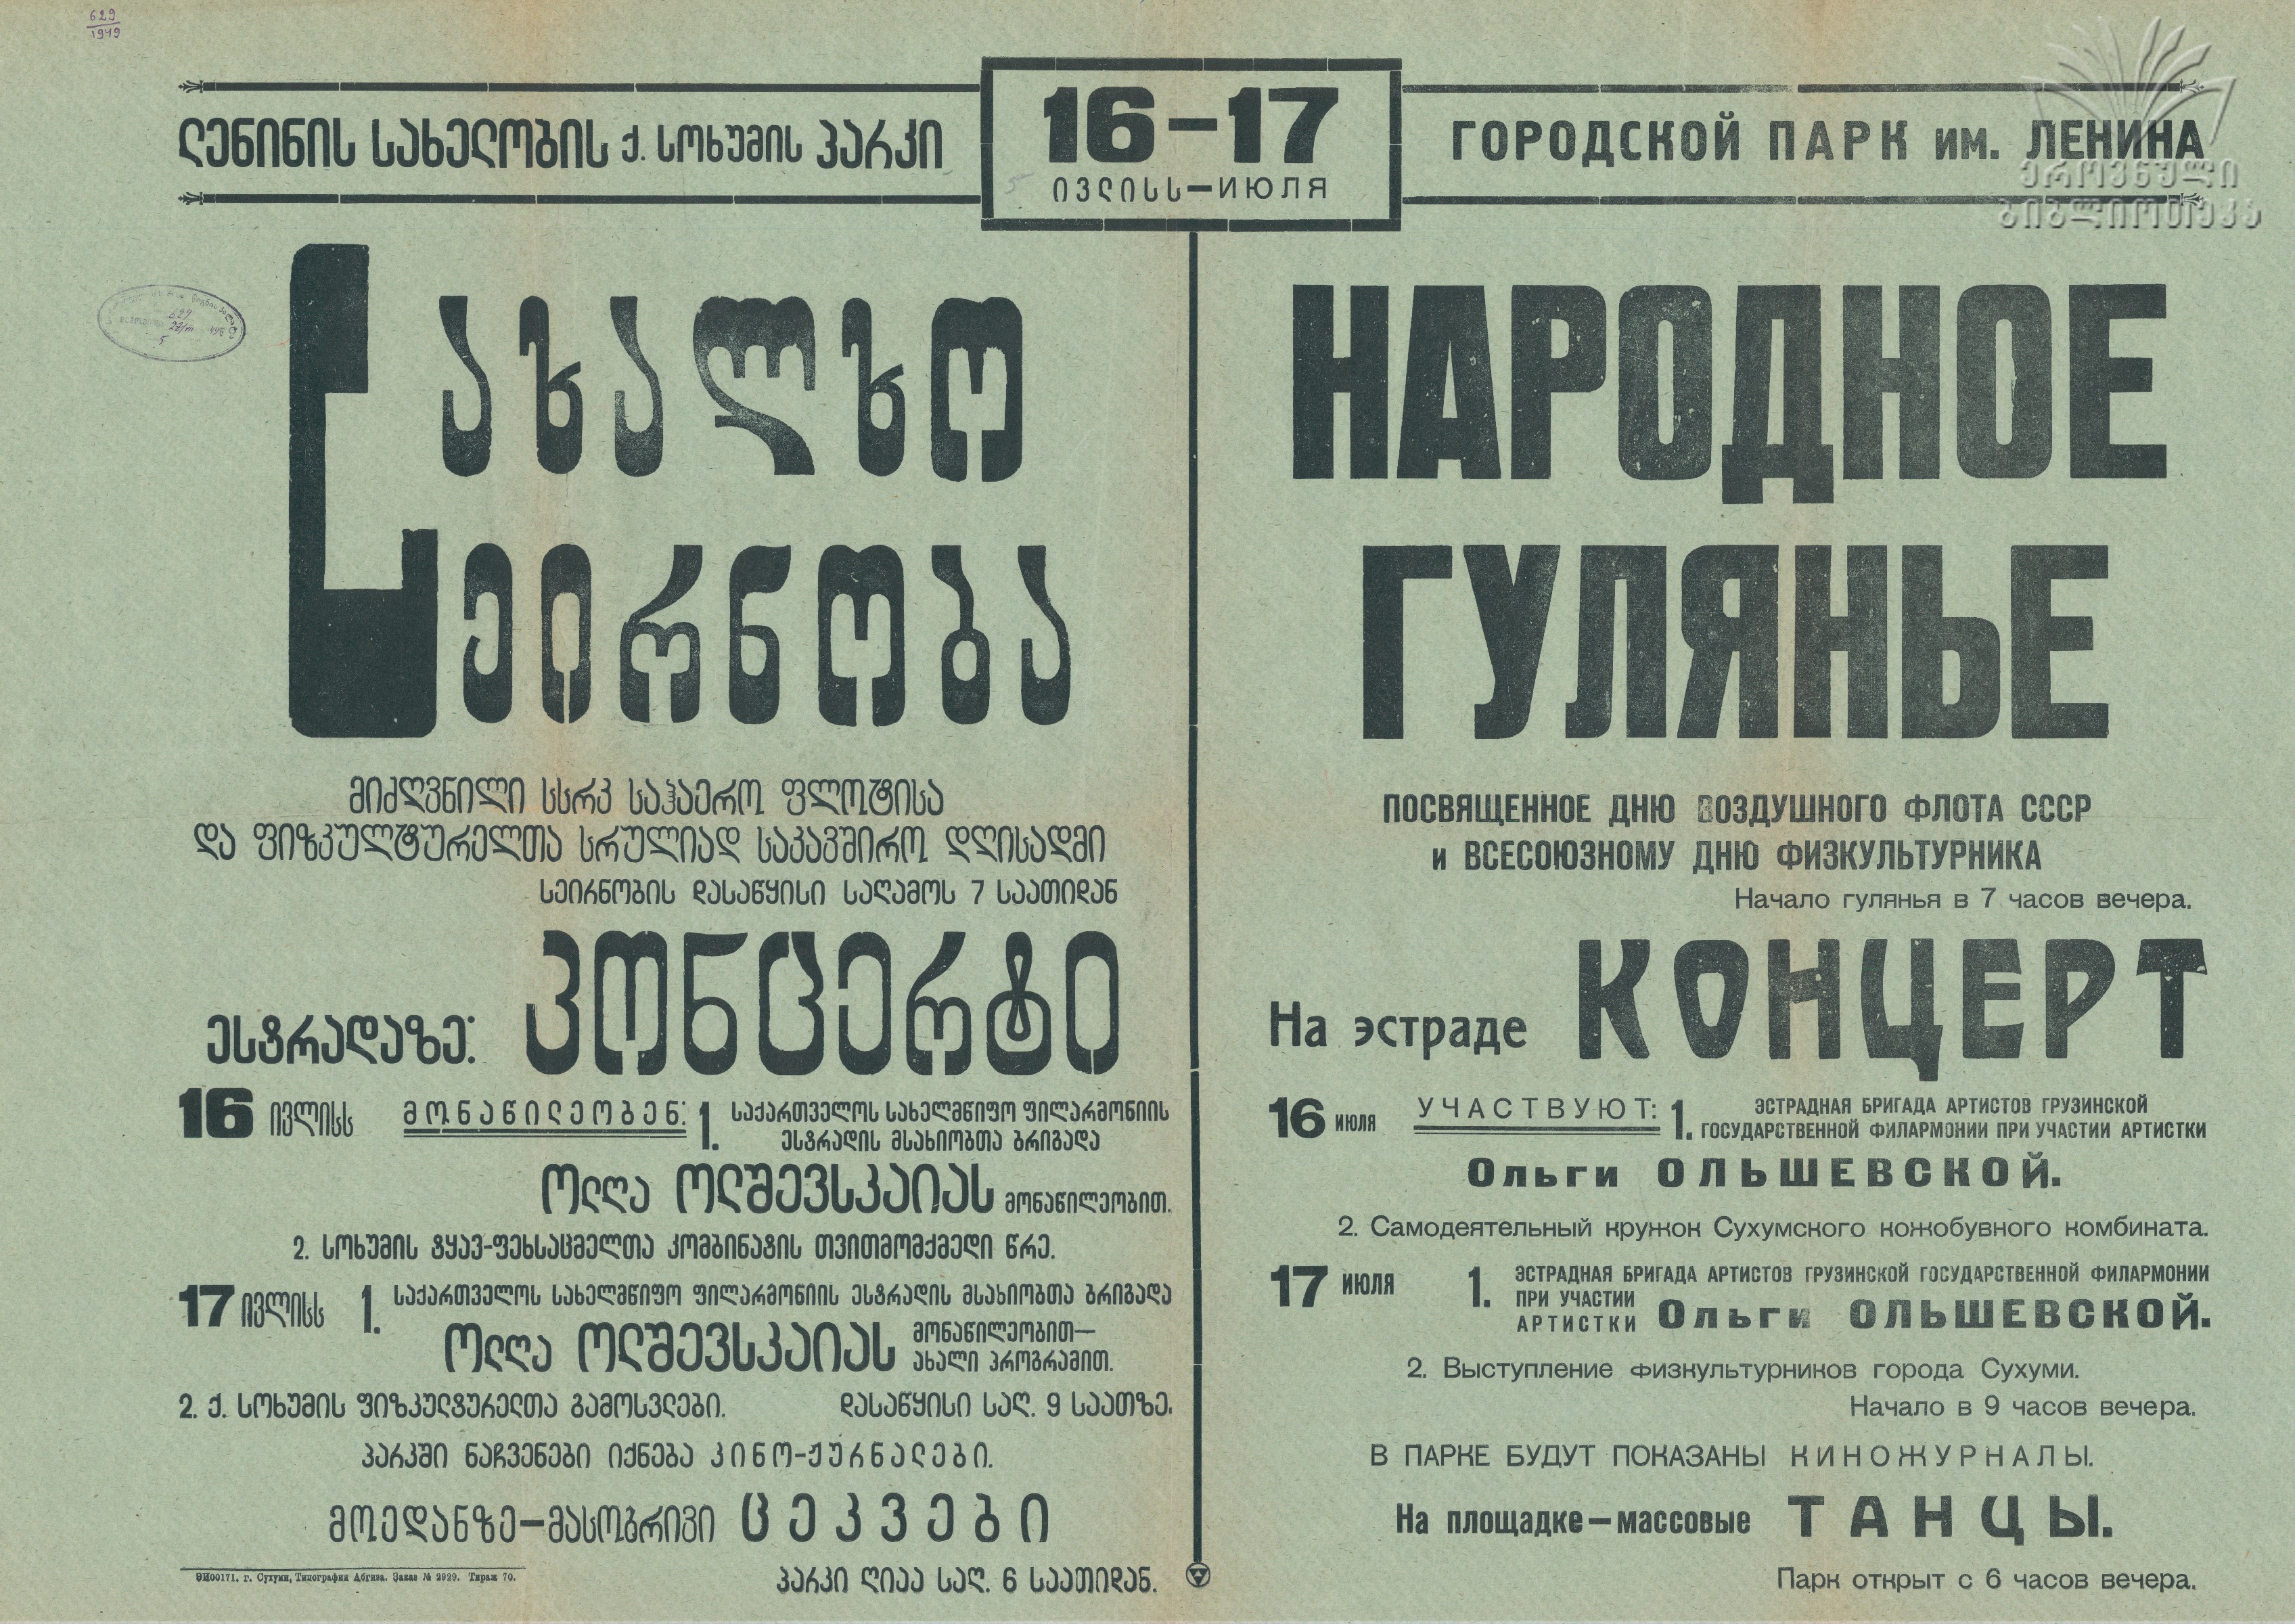 629
1949
ლენინის სახელობის ქ. სოხუმის პარკი
16–17
ივლისს–ИЮЛЯ
ГОРОДСКОЙ ПАРК им. ЛЕНИНА
ეროვნული
ბიბლიოთეკა
სახალხო
სეირნობა
მიძღვნილი სსრკ საჰაერო ფლოტისა
და ფიზკულტურელთა სრულიად საკავშირო დღისადმი
სეირნობის დასაწყისი საღამოს 7 საათიდან
ესტრადაზე: კონცერტი
16 ივლისს მონაწილეობენ: 1. საქართველოს სახელმწიფო ფილარმონიის
ესტრადის მსახიობთა ბრიგადა
ოლღა ოლშევსკაიას მონაწილეობით.
2. სოხუმის ტყავ-ფეხსაცმელთა კომბინატის თვითმომქმედი წრე.
17 ივლისს 1. საქართველოს სახელმწიფო ფილარმონიის ესტრადის მსახიობთა ბრიგადა
ოლღა ოლშევსკაიას მონაწილეობით—
ახალი პროგრამით.
2. ქ. სოხუმის ფიზკულტურელთა გამოსვლები. დასაწყისი საღ. 9 საათზე.
პარკში ნაჩვენები იქნება კინო-ჟურნალები.
მოედანზე—მასობრივი ცეკვები
პარკი ღიაა საღ. 6 საათიდან.
ЭИ00171. г. Сухуми, Типография Абгиза. Заказ № 2929. Тираж 70.
НАРОДНОЕ
ГУЛЯНЬЕ
ПОСВЯЩЕННОЕ ДНЮ ВОЗДУШНОГО ФЛОТА СССР
и ВСЕСОЮЗНОМУ ДНЮ ФИЗКУЛЬТУРНИКА
Начало гулянья в 7 часов вечера.
На эстраде КОНЦЕРТ
16 ИЮЛЯ УЧАСТВУЮТ: 1. ЭСТРАДНАЯ БРИГАДА АРТИСТОВ ГРУЗИНСКОЙ
ГОСУДАРСТВЕННОЙ ФИЛАРМОНИИ ПРИ УЧАСТИИ АРТИСТКИ
Ольги ОЛЬШЕВСКОЙ.
2. Самодеятельный кружок Сухумского кожобувного комбината.
17 ИЮЛЯ 1. ЭСТРАДНАЯ БРИГАДА АРТИСТОВ ГРУЗИНСКОЙ ГОСУДАРСТВЕННОЙ ФИЛАРМОНИИ
ПРИ УЧАСТИИ
АРТИСТКИ Ольги ОЛЬШЕВСКОЙ.
2. Выступление физкультурников города Сухуми.
Начало в 9 часов вечера.
В ПАРКЕ БУДУТ ПОКАЗАНЫ КИНОЖУРНАЛЫ.
На площадке—массовые ТАНЦЫ.
Парк открыт с 6 часов вечера.